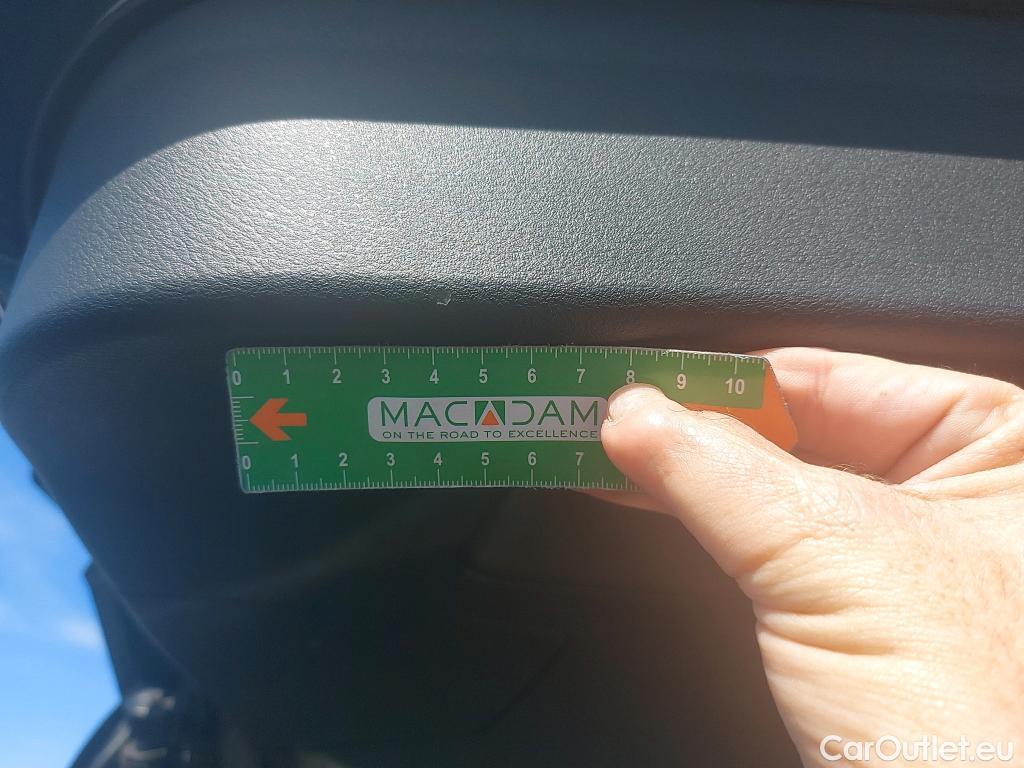 0 1 2 3 4 5 6 7 8 9 10
MACADAM
ON THE ROAD TO EXCELLENCE
0 1 2 3 4 5 6 7
CarOutlet.eu